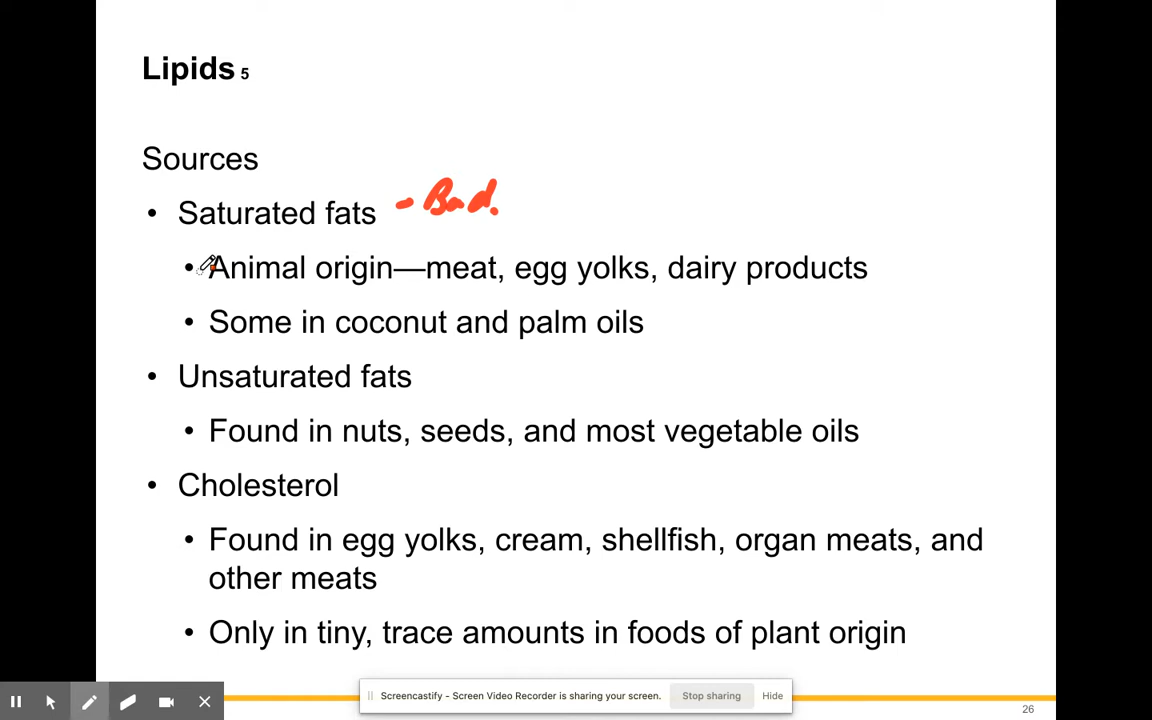 Lipids 5
Sources
• Saturated fats - Bad.
• Animal origin—meat, egg yolks, dairy products
• Some in coconut and palm oils
• Unsaturated fats
• Found in nuts, seeds, and most vegetable oils
• Cholesterol
• Found in egg yolks, cream, shellfish, organ meats, and
other meats
• Only in tiny, trace amounts in foods of plant origin
Screencastify - Screen Video Recorder is sharing your screen. Stop sharing Hide
26